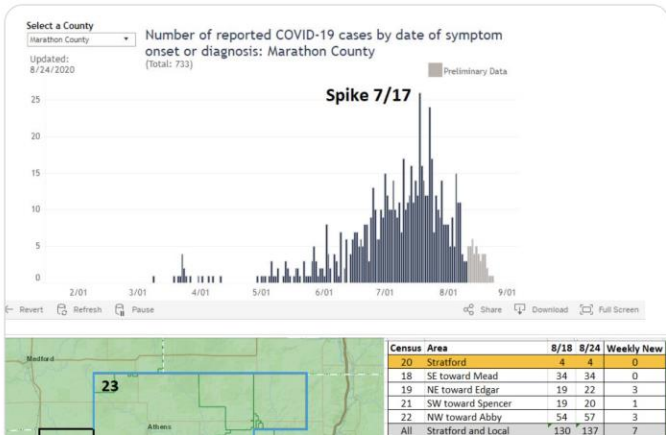 Select a County
Marathon County
Updated:
8/24/2020
Number of reported COVID-19 cases by date of symptom
onset or diagnosis: Marathon County
(Total: 733)
Preliminary Data
Spike 7/17
25
20
15
10
5
0
2/01 3/01 4/01 5/01 6/01 7/01 8/01 9/01
Revert Refresh Pause Share Download Full Screen
Medford
23
Athens
Census Area 8/18 8/24 Weekly New
20 Stratford 4 4 0
18 SE toward Mead 34 34 0
19 NE toward Edgar 19 22 3
21 SW toward Spencer 19 20 1
22 NW toward Abby 54 57 3
All Stratford and Local 130 137 7